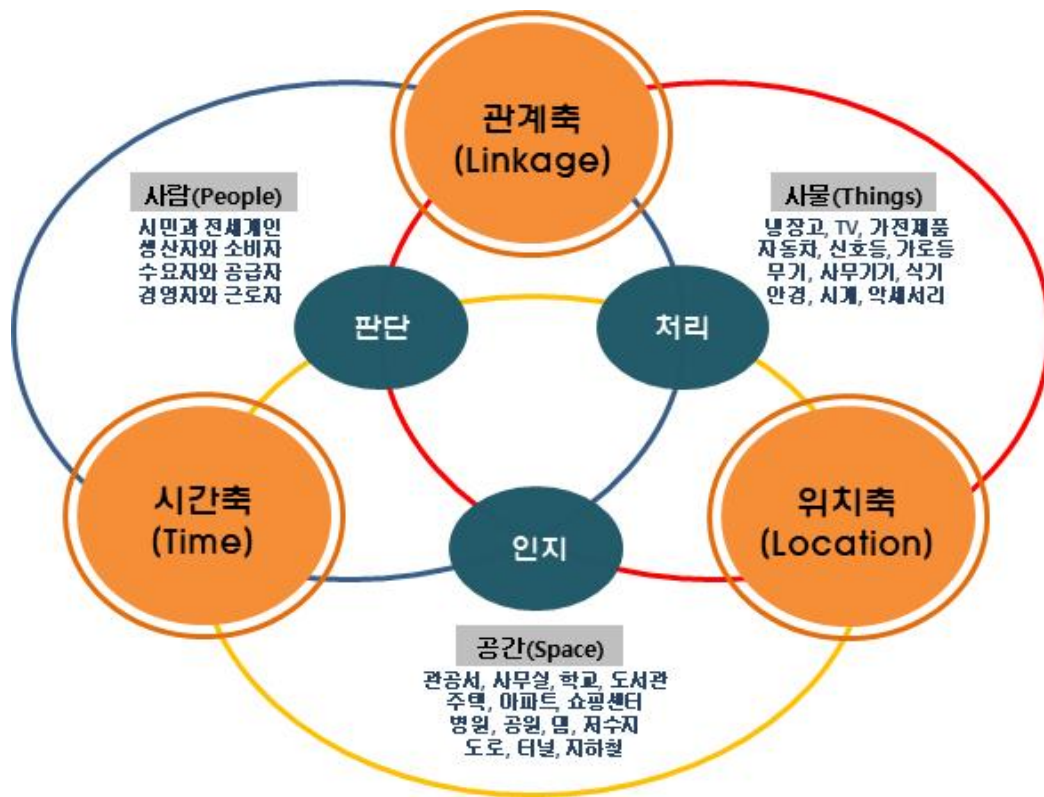 관계축
(Linkage)
사람(People)
시민과 전세계인
생산자와 소비자
수요자와 공급자
경영자와 근로자
사물(Things)
냉장고, TV, 가전제품
자동차, 신호등, 가로등
무기, 사무기기, 식기
안경, 시계, 악세서리
판단
처리
시간축
(Time)
위치축
(Location)
인지
공간(Space)
관공서, 사무실, 학교, 도서관
주택, 아파트, 쇼핑센터
병원, 공원, 댐, 저수지
도로, 터널, 지하철